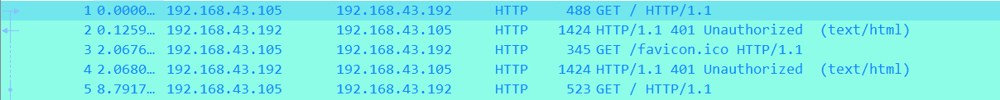 1 0.0000… 192.168.43.105 192.168.43.192 HTTP 488 GET / HTTP/1.1
2 0.1259… 192.168.43.192 192.168.43.105 HTTP 1424 HTTP/1.1 401 Unauthorized (text/html)
3 2.0676… 192.168.43.105 192.168.43.192 HTTP 345 GET /favicon.ico HTTP/1.1
4 2.0680… 192.168.43.192 192.168.43.105 HTTP 1424 HTTP/1.1 401 Unauthorized (text/html)
5 8.7917… 192.168.43.105 192.168.43.192 HTTP 523 GET / HTTP/1.1